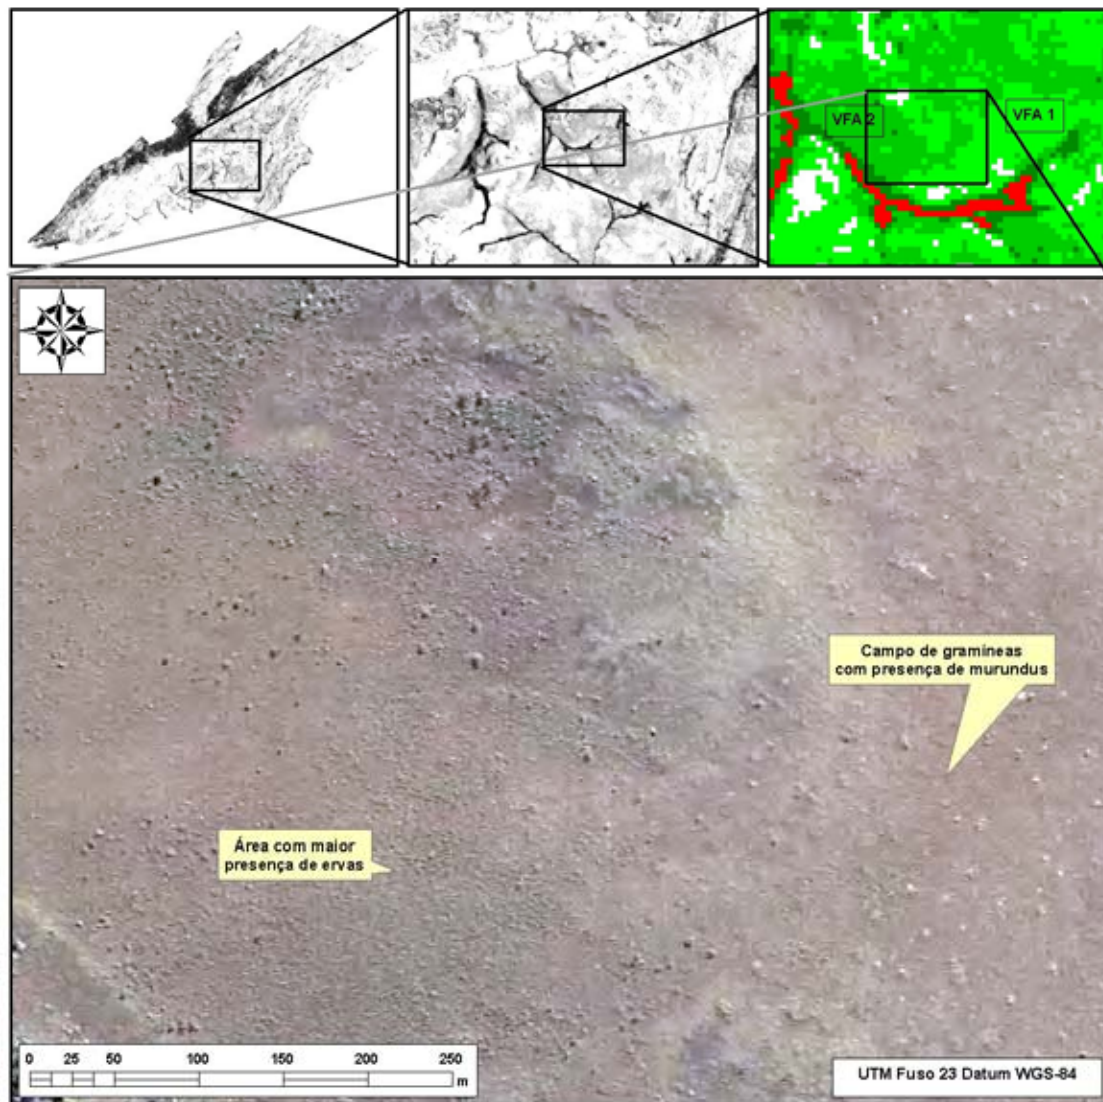 VFA 2
VFA 1
Campo de gramíneas
com presença de murundus
Área com maior
presença de ervas
0 25 50 100 150 200 250
m
UTM Fuso 23 Datum WGS-84